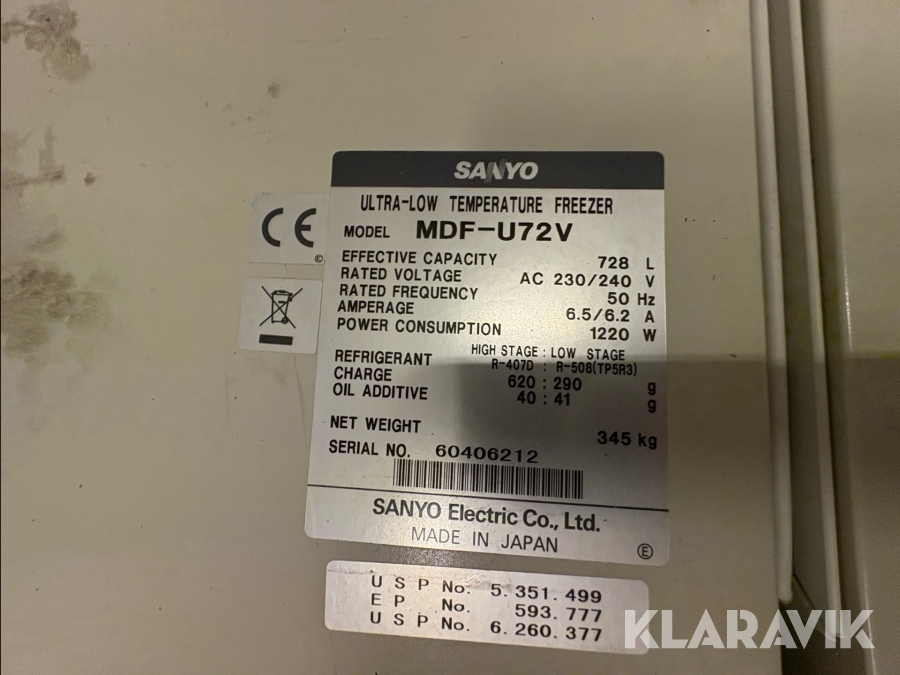 SANYO
ULTRA-LOW TEMPERATURE FREEZER
MODEL MDF-U72V
EFFECTIVE CAPACITY 728 L
RATED VOLTAGE AC 230/240 V
RATED FREQUENCY 50 Hz
AMPERAGE 6.5/6.2 A
POWER CONSUMPTION 1220 W
HIGH STAGE : LOW STAGE
REFRIGERANT R-407D : R-508(TP5R3)
CHARGE 620 : 290 g
OIL ADDITIVE 40 : 41 g
NET WEIGHT 345 kg
SERIAL NO. 60406212
SANYO Electric Co., Ltd.
MADE IN JAPAN
Ⓔ
CE
©
U S P No. 5.351.499
E P No. 593.777
U S P No. 6.260.377
KLARAVIK